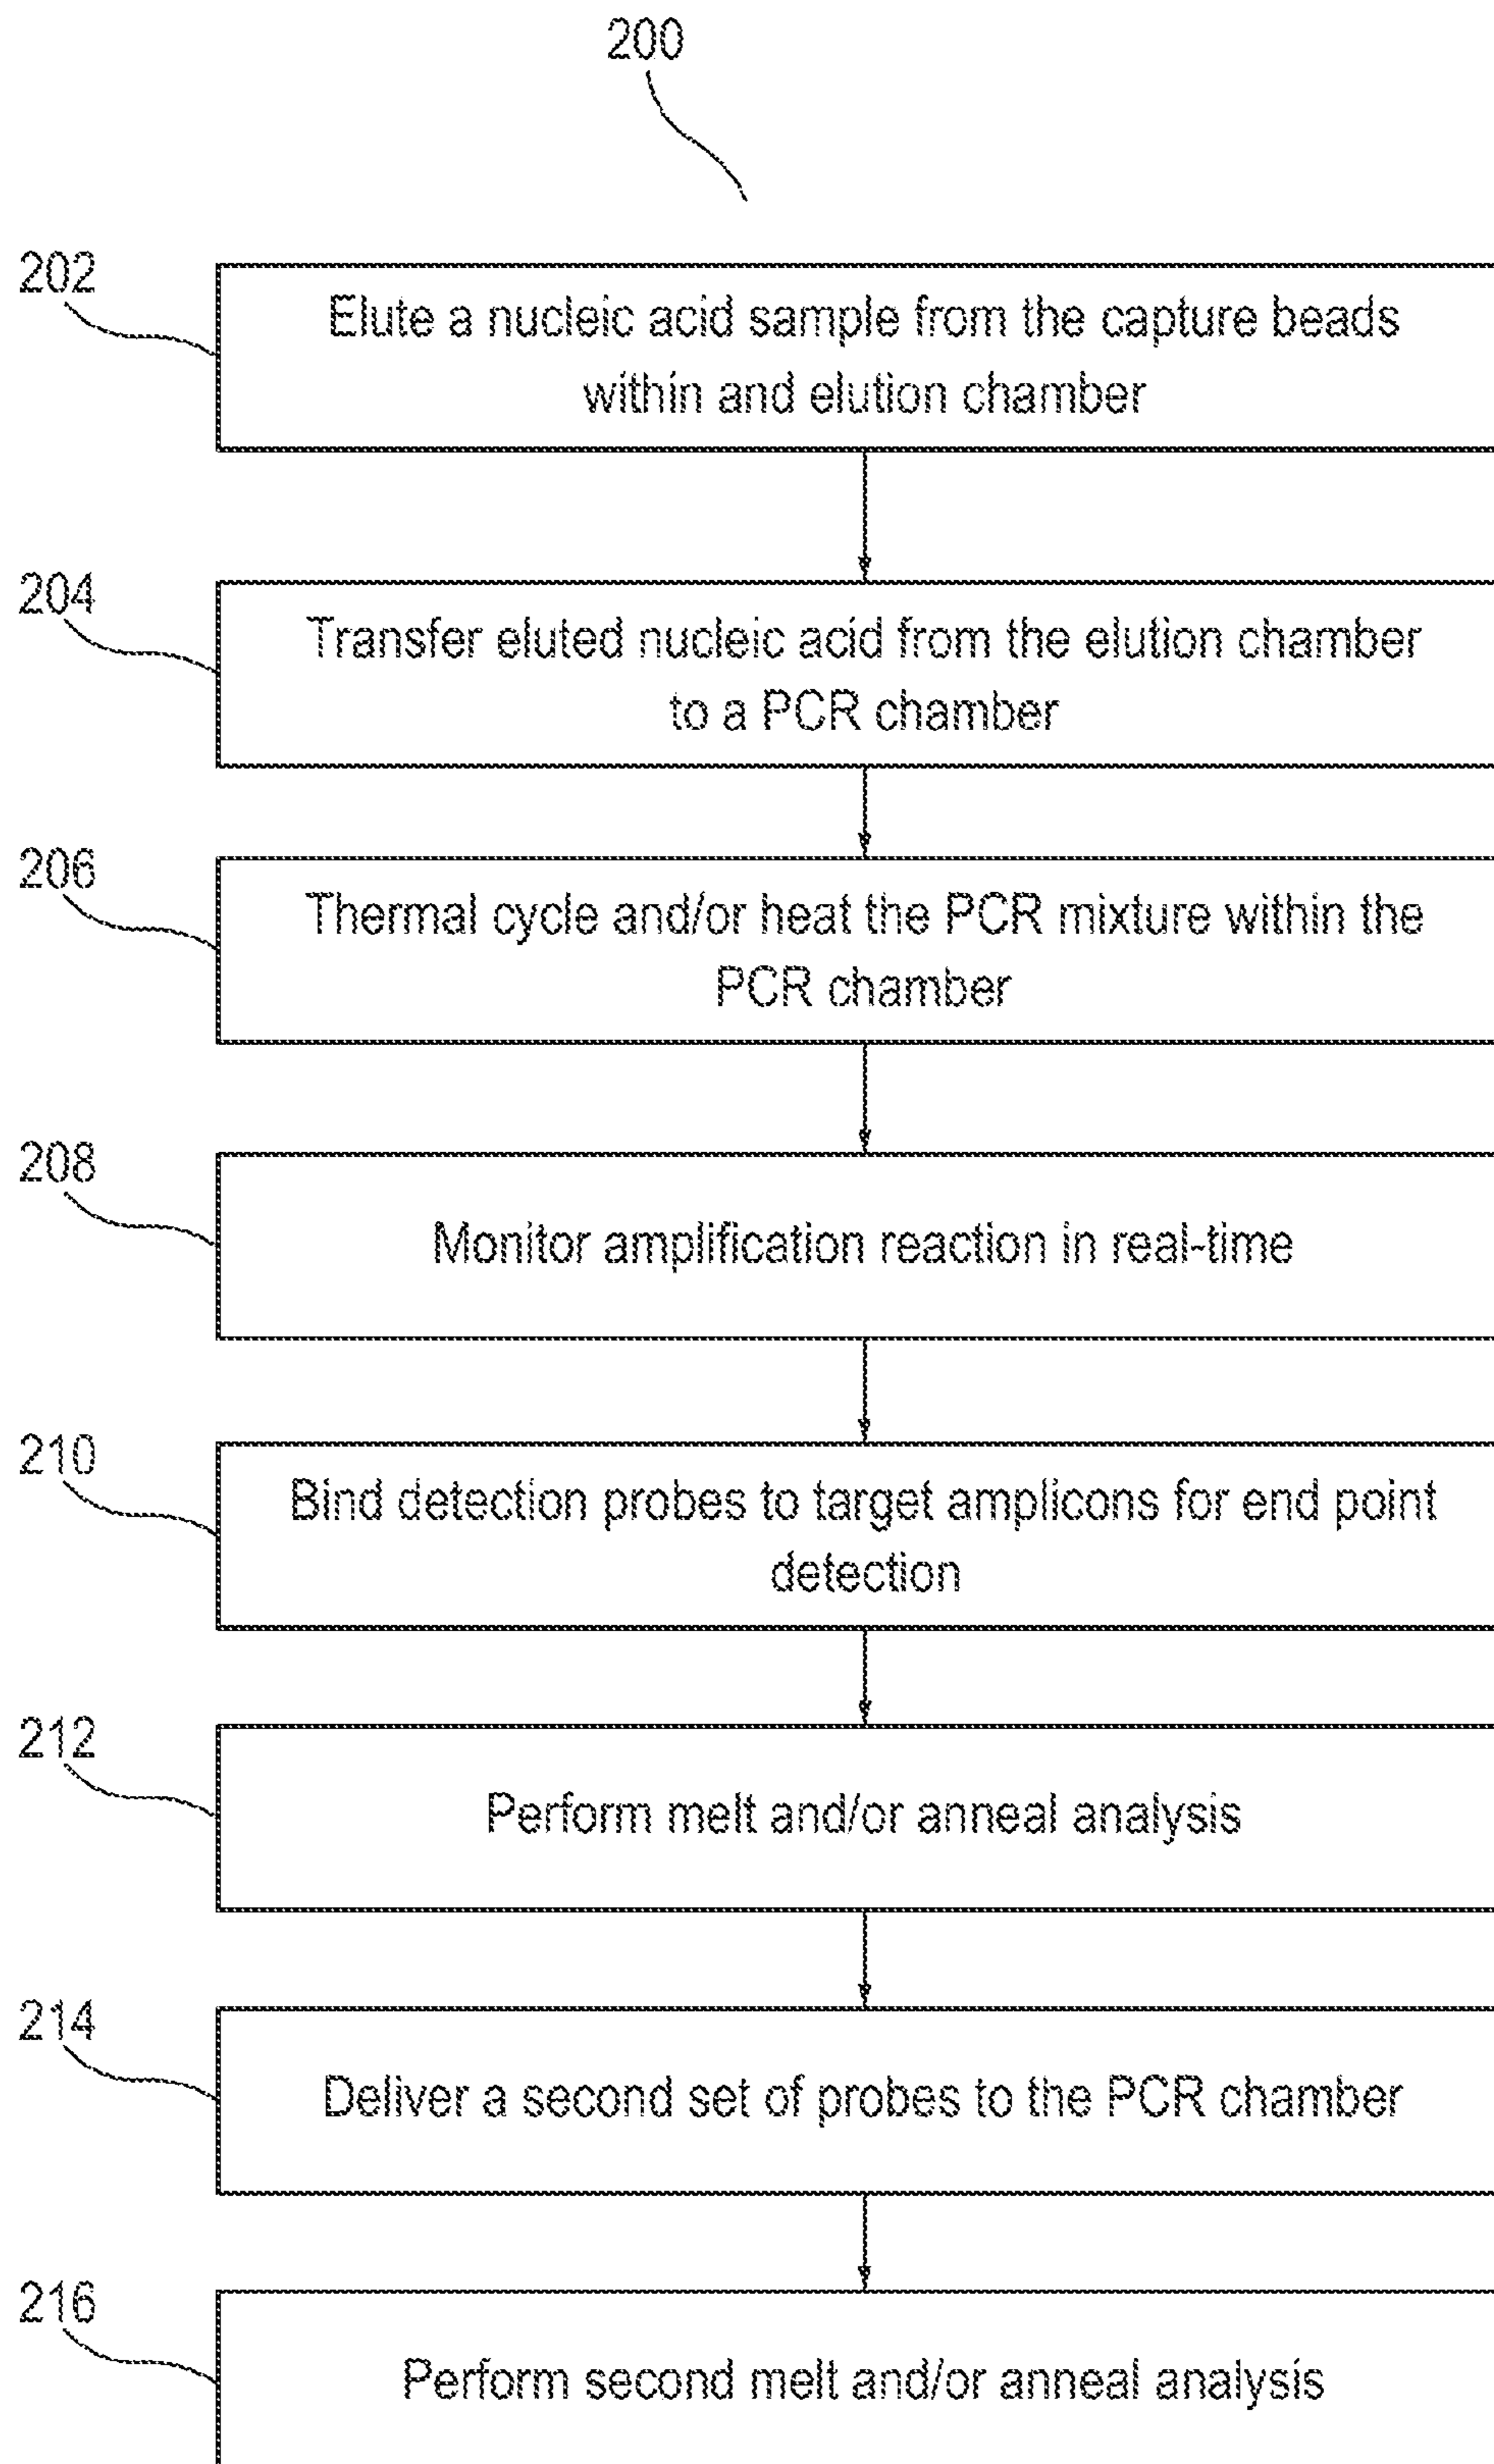 200
202
Elute a nucleic acid sample from the capture beads
within and elution chamber
204
Transfer eluted nucleic acid from the elution chamber
to a PCR chamber
206
Thermal cycle and/or heat the PCR mixture within the
PCR chamber
208
Monitor amplification reaction in real-time
210
Bind detection probes to target amplicons for end point
detection
212
Perform melt and/or anneal analysis
214
Deliver a second set of probes to the PCR chamber
216
Perform second melt and/or anneal analysis